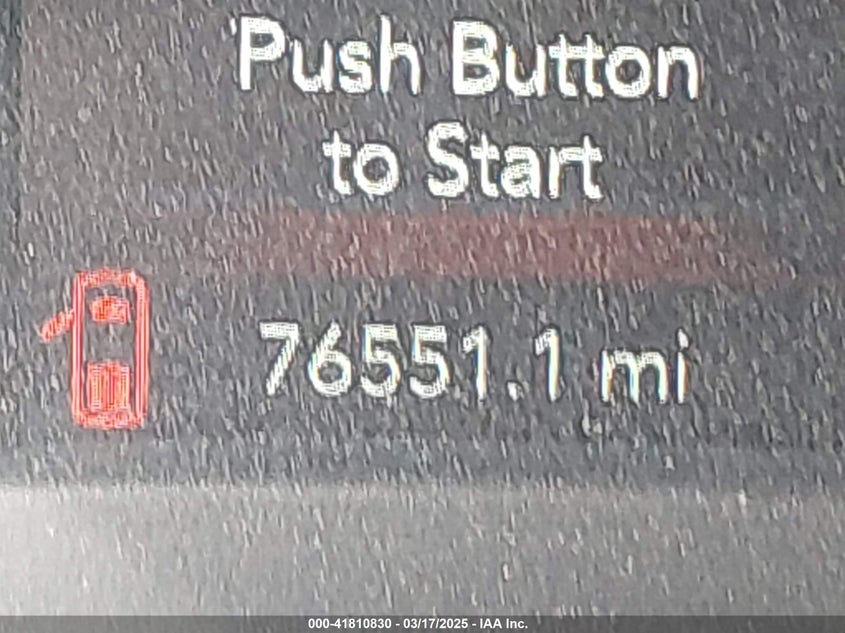 Push Button
to Start
76551.1 mi
000-41810830 - 03/17/2025 - IAA Inc.